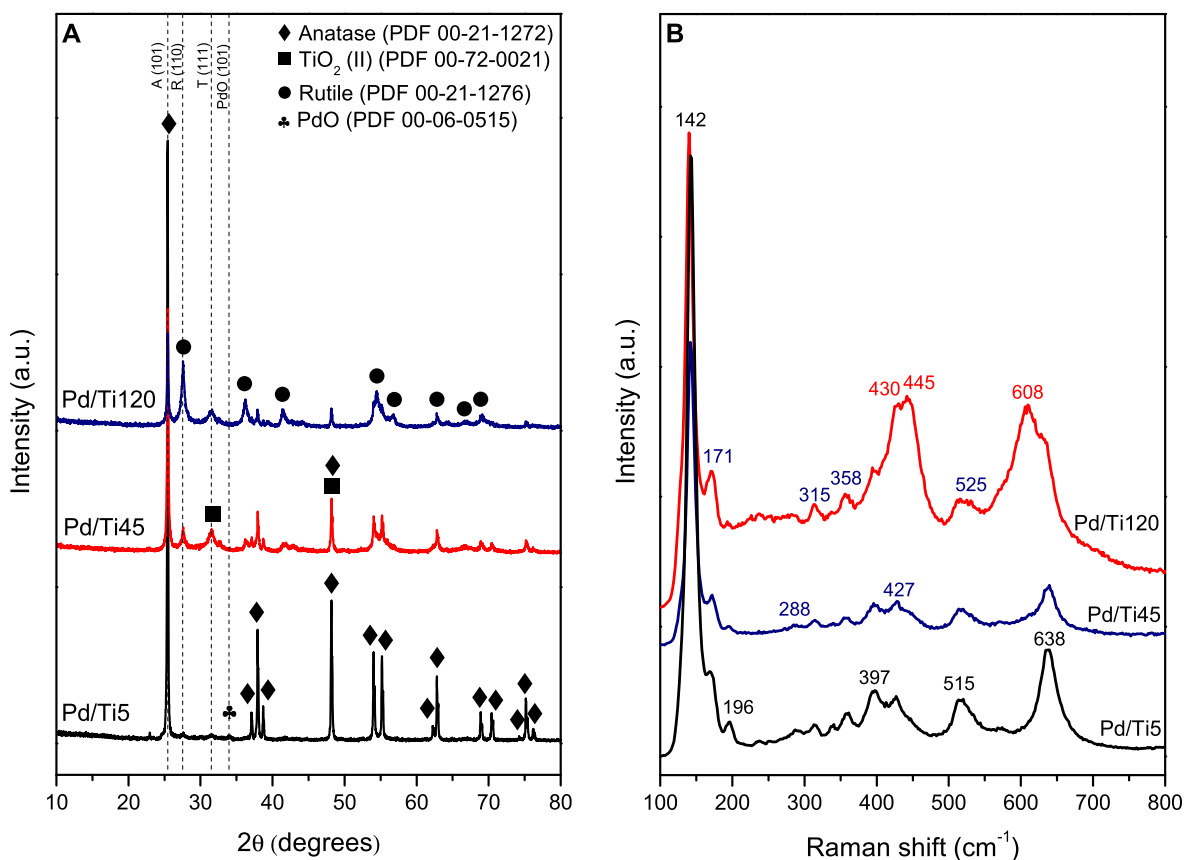 A
A (101)
R (110)
T (111)
PdO (101)
♦ Anatase (PDF 00-21-1272)
■ TiO₂ (II) (PDF 00-72-0021)
● Rutile (PDF 00-21-1276)
♣ PdO (PDF 00-06-0515)
Pd/Ti120
Pd/Ti45
Pd/Ti5
Intensity (a.u.)
10 20 30 40 50 60 70 80
2θ (degrees)
B
142
430 445 608
171 315 358 525
Pd/Ti120
288 427
Pd/Ti45
196 397 515 638
Pd/Ti5
Intensity (a.u.)
100 200 300 400 500 600 700 800
Raman shift (cm⁻¹)